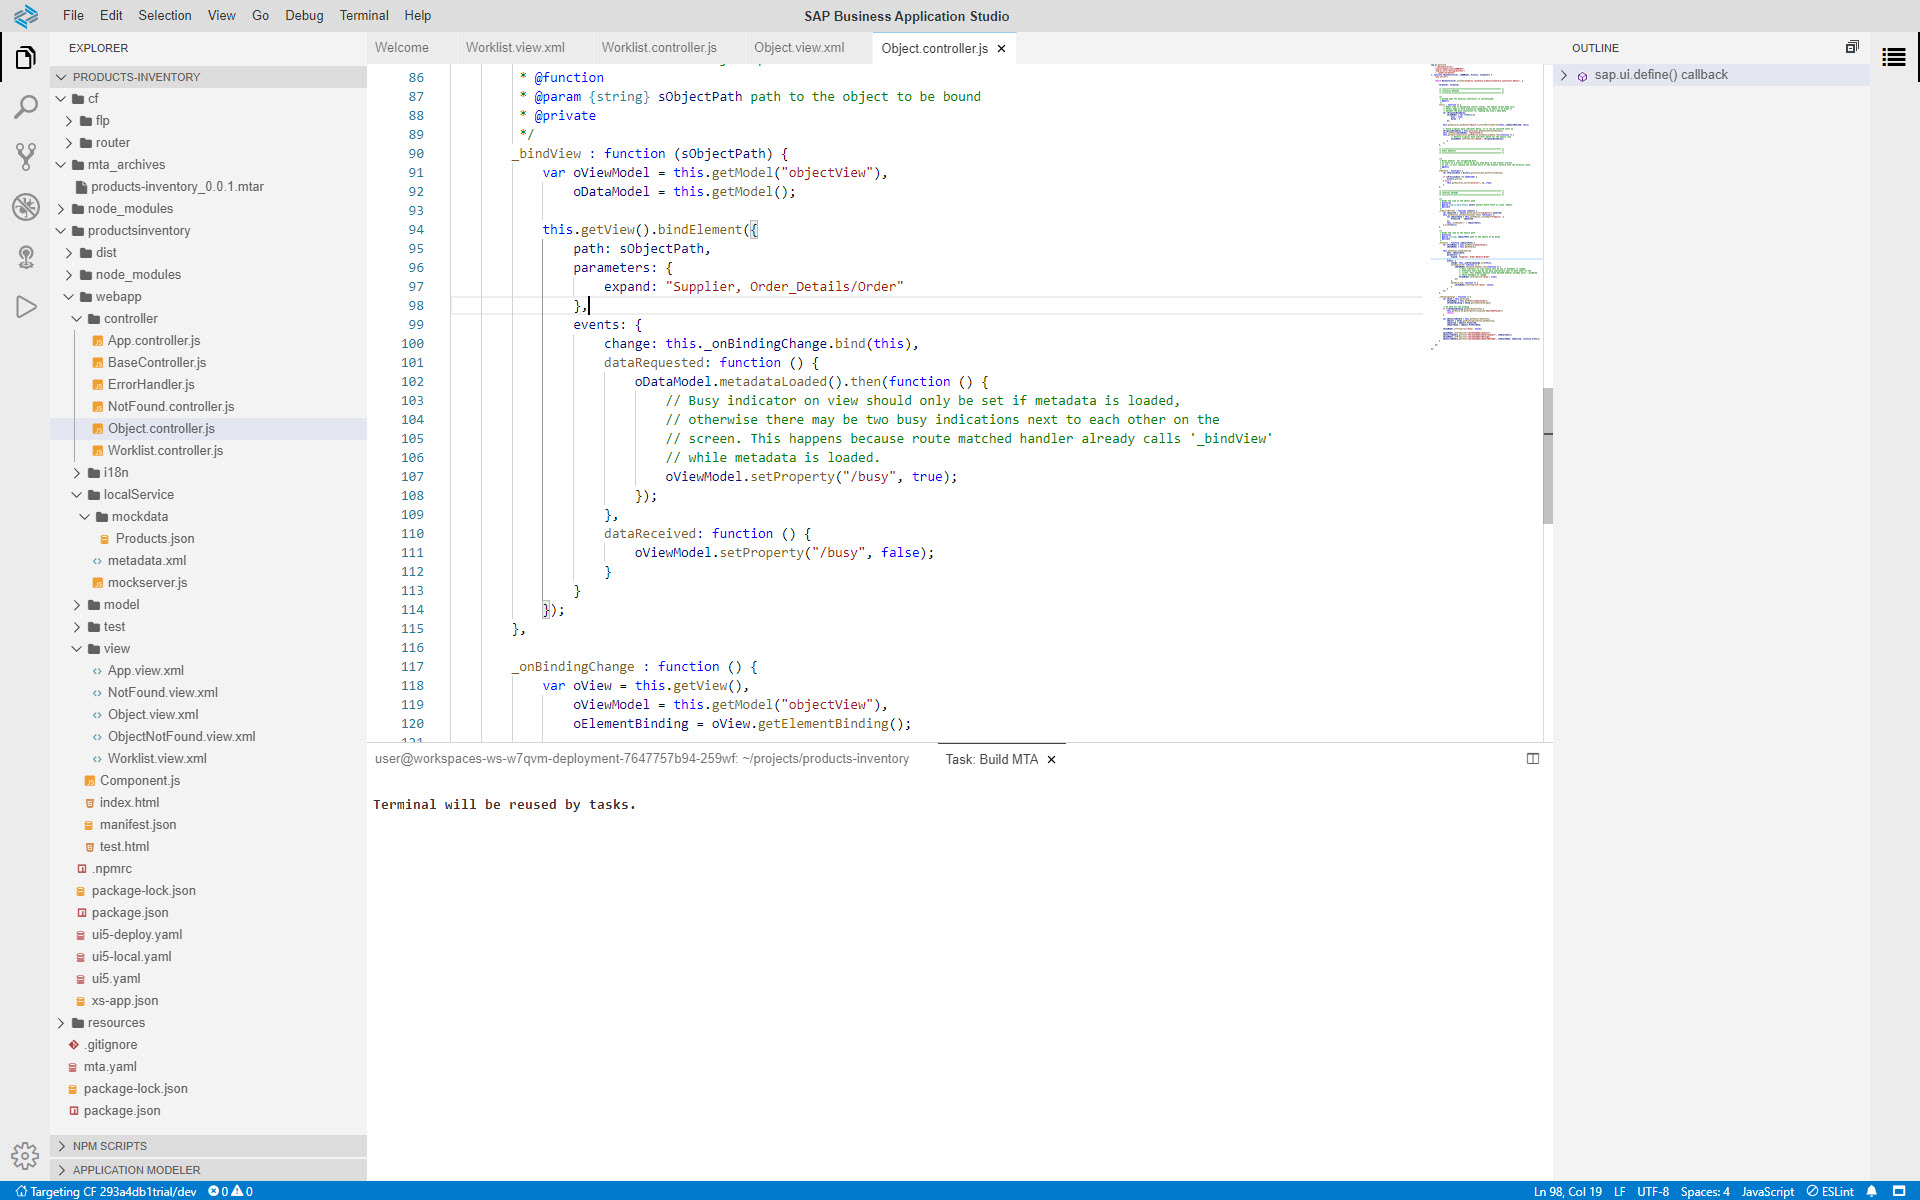 File Edit Selection View Go Debug Terminal Help
SAP Business Application Studio
EXPLORER
PRODUCTS-INVENTORY
cf
flp
router
mta_archives
products-inventory_0.0.1.mtar
node_modules
productsinventory
dist
node_modules
webapp
controller
App.controller.js
BaseController.js
ErrorHandler.js
NotFound.controller.js
Object.controller.js
Worklist.controller.js
i18n
localService
mockdata
Products.json
metadata.xml
mockserver.js
model
test
view
App.view.xml
NotFound.view.xml
Object.view.xml
ObjectNotFound.view.xml
Worklist.view.xml
Component.js
index.html
manifest.json
test.html
.npmrc
package-lock.json
package.json
ui5-deploy.yaml
ui5-local.yaml
ui5.yaml
xs-app.json
resources
.gitignore
mta.yaml
package-lock.json
package.json
NPM SCRIPTS
APPLICATION MODELER
Welcome Worklist.view.xml Worklist.controller.js Object.view.xml Object.controller.js
86 * @function
87 * @param {string} sObjectPath path to the object to be bound
88 * @private
89 */
90 _bindView : function (sObjectPath) {
91 var oViewModel = this.getModel("objectView"),
92 oDataModel = this.getModel();
93
94 this.getView().bindElement({
95 path: sObjectPath,
96 parameters: {
97 expand: "Supplier, Order_Details/Order"
98 },
99 events: {
100 change: this._onBindingChange.bind(this),
101 dataRequested: function () {
102 oDataModel.metadataLoaded().then(function () {
103 // Busy indicator on view should only be set if metadata is loaded,
104 // otherwise there may be two busy indications next to each other on the
105 // screen. This happens because route matched handler already calls '_bindView'
106 // while metadata is loaded.
107 oViewModel.setProperty("/busy", true);
108 });
109 },
110 dataReceived: function () {
111 oViewModel.setProperty("/busy", false);
112 }
113 }
114 });
115 },
116
117 _onBindingChange : function () {
118 var oView = this.getView(),
119 oViewModel = this.getModel("objectView"),
120 oElementBinding = oView.getElementBinding();
121
user@workspaces-ws-w7qvm-deployment-7647757b94-259wf: ~/projects/products-inventory
Task: Build MTA
Terminal will be reused by tasks.
OUTLINE
sap.ui.define() callback
Targeting CF 293a4db1trial/dev 0 0
Ln 98, Col 19 LF UTF-8 Spaces: 4 JavaScript ESLint